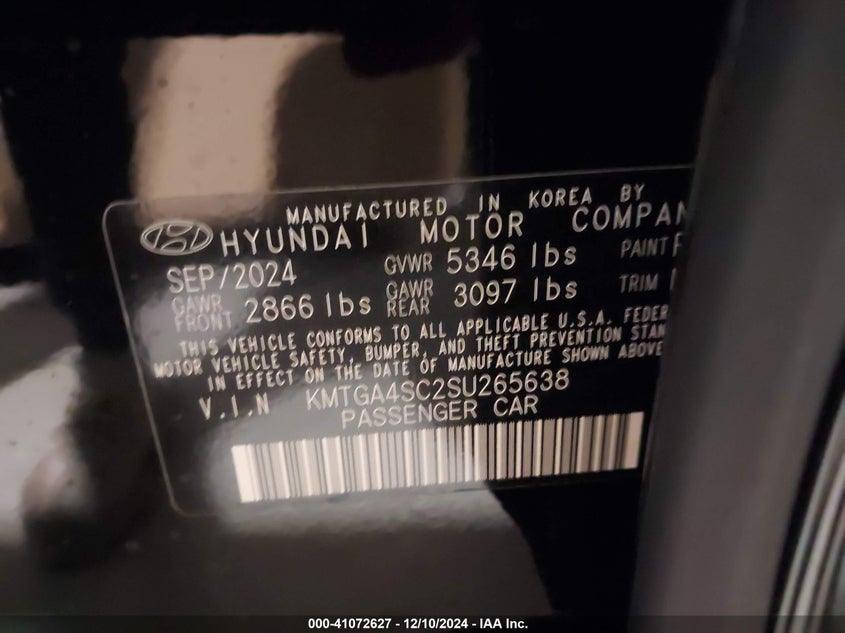 MANUFACTURED IN KOREA BY
HYUNDAI MOTOR COMPAN
SEP/2024 GVWR 5346 lbs PAINT
GAWR FRONT 2866 lbs GAWR REAR 3097 lbs TRIM
THIS VEHICLE CONFORMS TO ALL APPLICABLE U.S.A. FEDER
MOTOR VEHICLE SAFETY, BUMPER, AND THEFT PREVENTION STAN
IN EFFECT ON THE DATE OF MANUFACTURE SHOWN ABOVE
V.I.N KMTGA4SC2SU265638
PASSENGER CAR
000-41072627 - 12/10/2024 - IAA Inc.